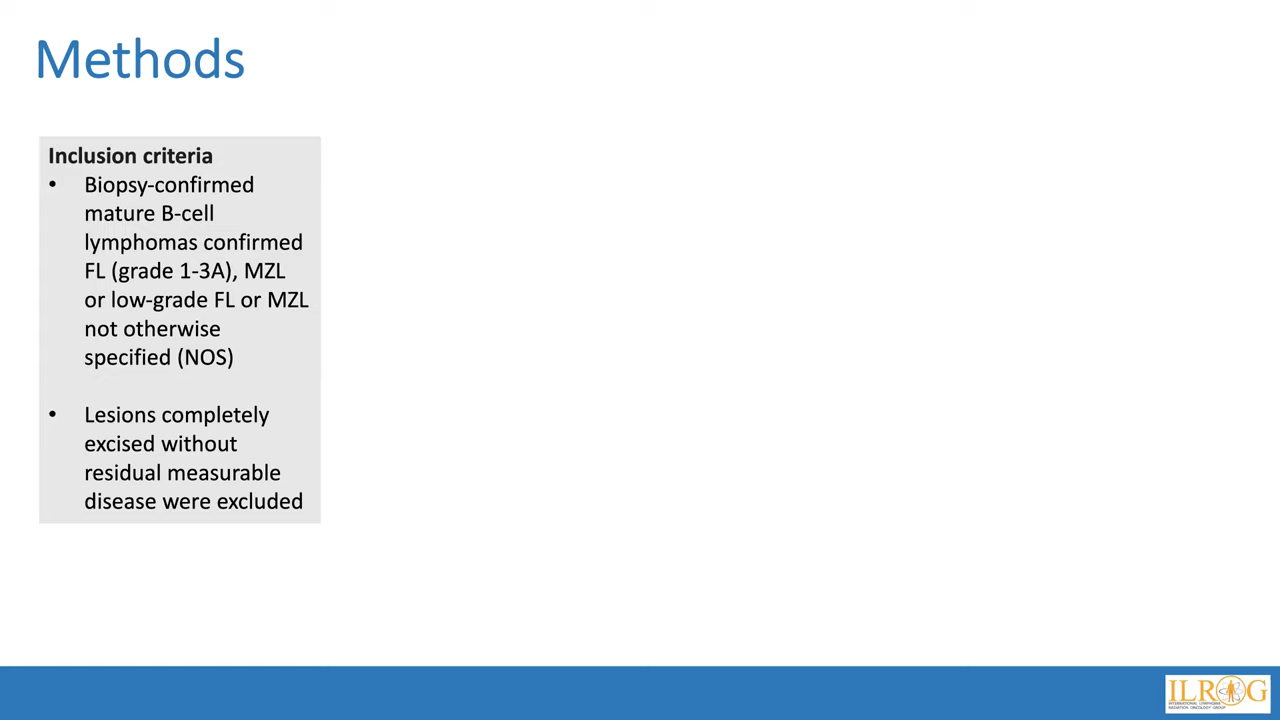 Methods
Inclusion criteria
• Biopsy-confirmed
mature B-cell
lymphomas confirmed
FL (grade 1-3A), MZL
or low-grade FL or MZL
not otherwise
specified (NOS)
• Lesions completely
excised without
residual measurable
disease were excluded
ILROG
INTERNATIONAL LYMPHOMA
RADIATION ONCOLOGY GROUP